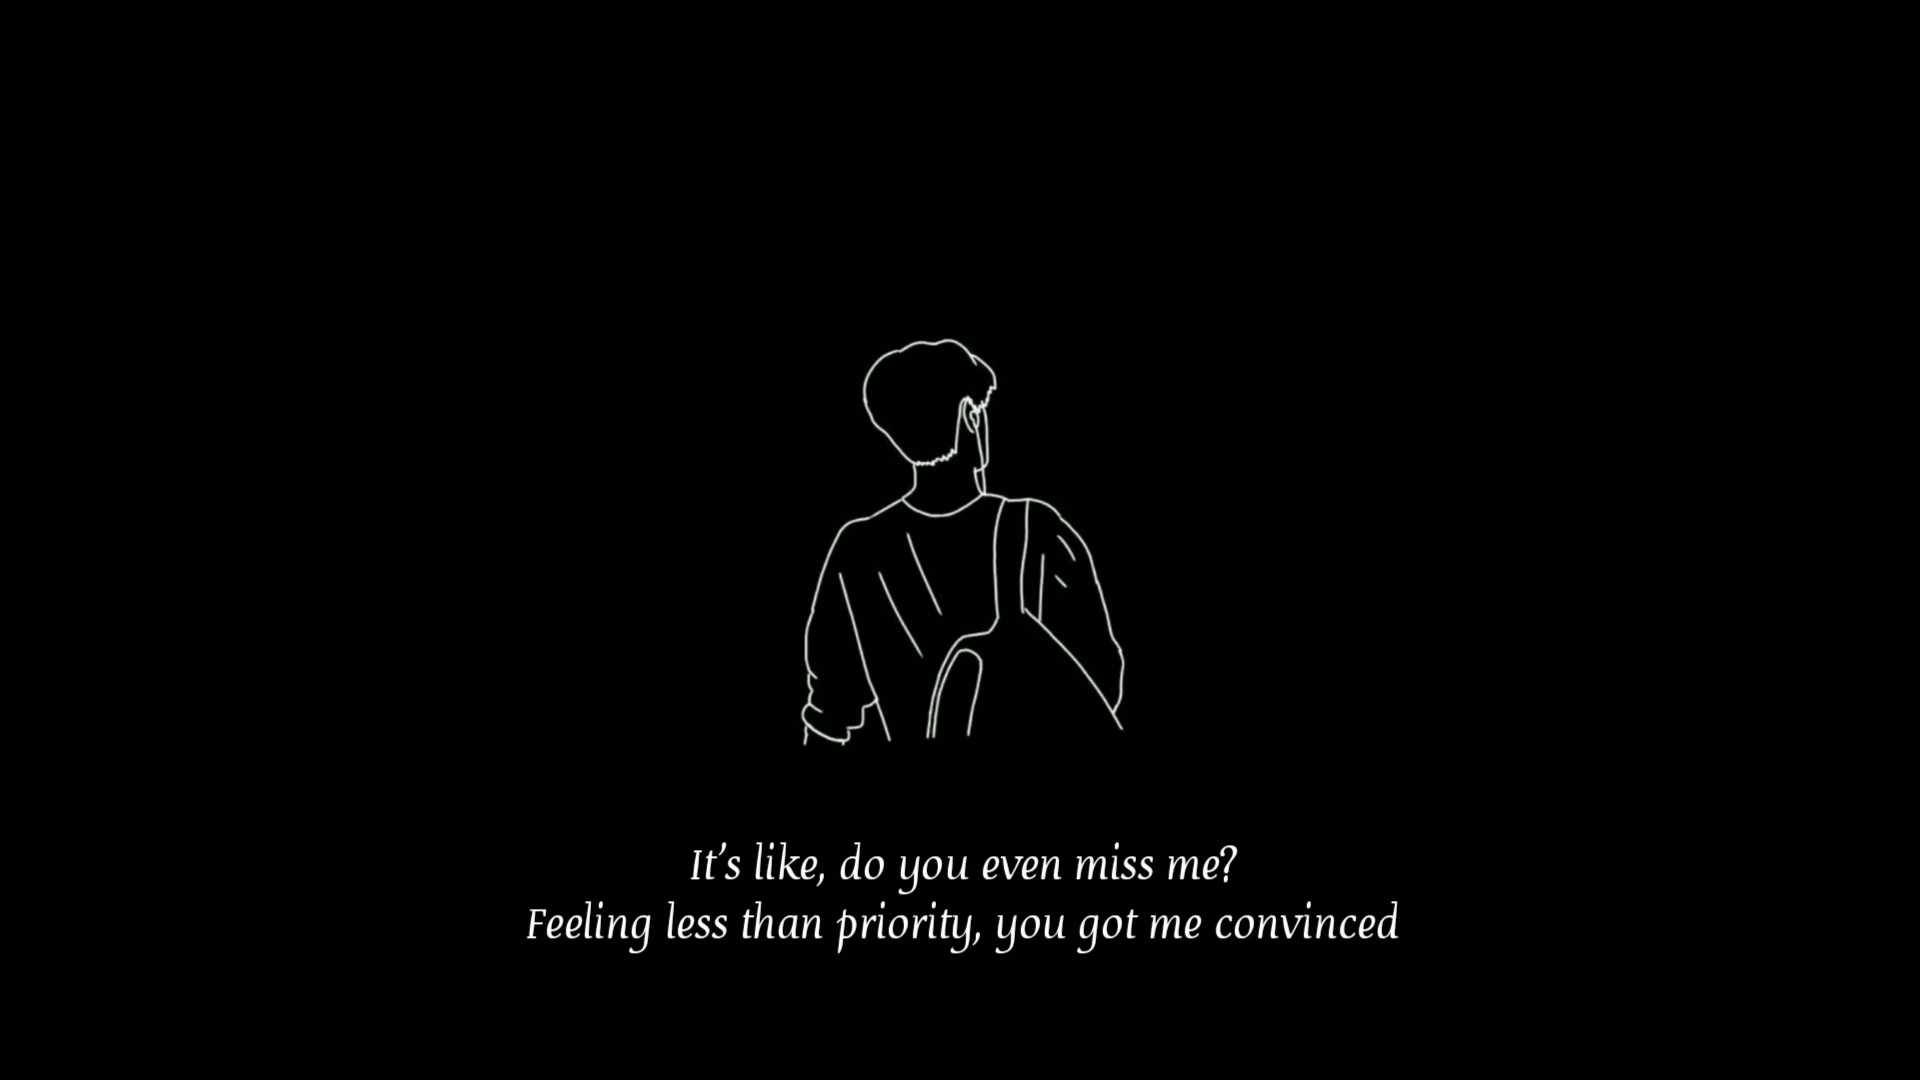 It’s like, do you even miss me?
Feeling less than priority, you got me convinced